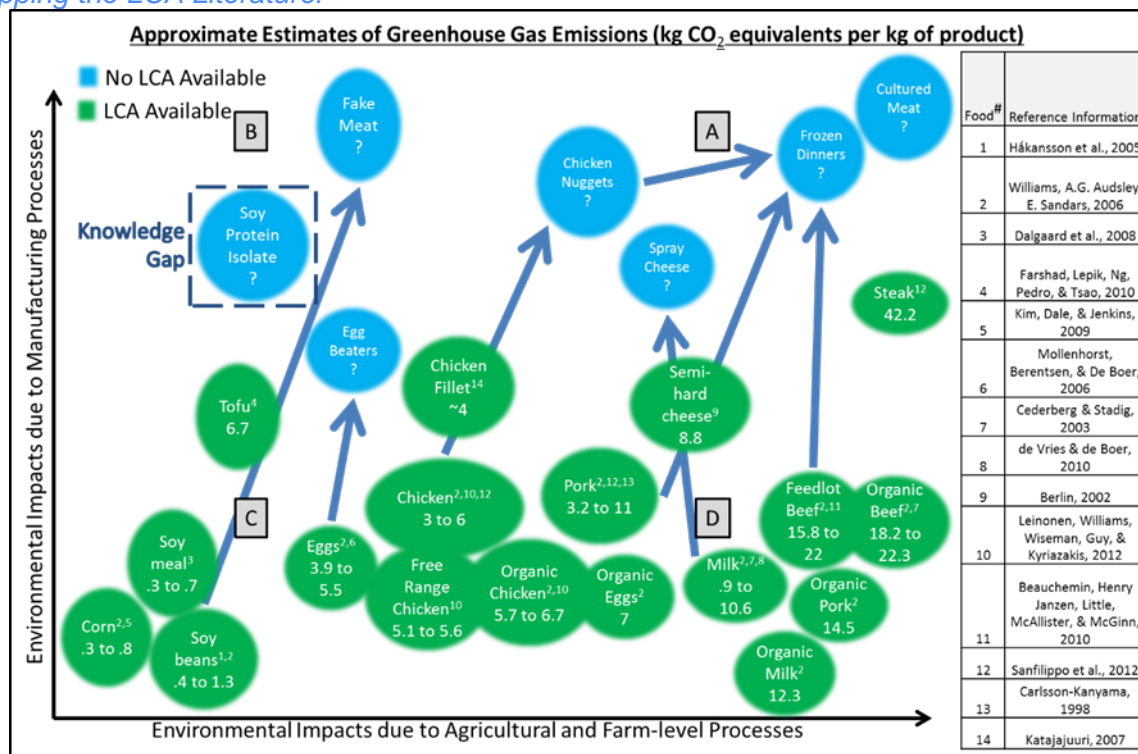 pping the LCA Literature.
Approximate Estimates of Greenhouse Gas Emissions (kg CO2 equivalents per kg of product)
No LCA Available
LCA Available
Environmental Impacts due to Manufacturing Processes
B
A
C
D
Fake
Meat
?
Cultured
Meat
?
Frozen
Dinners
?
Chicken
Nuggets
?
Knowledge
Gap
Soy
Protein
Isolate
?
Spray
Cheese
?
Steak12
42.2
Egg
Beaters
?
Chicken
Fillet14
~4
Semi-
hard
cheese9
8.8
Tofu4
6.7
Chicken2,10,12
3 to 6
Pork2,12,13
3.2 to 11
Feedlot
Beef2,11
15.8 to
22
Organic
Beef2,7
18.2 to
22.3
Soy
meal3
.3 to .7
Eggs2,6
3.9 to
5.5
Free
Range
Chicken10
5.1 to 5.6
Organic
Chicken2,10
5.7 to 6.7
Organic
Eggs2
7
Milk2,7,8
.9 to
10.6
Organic
Pork2
14.5
Corn2,5
.3 to .8
Soy
beans1,2
.4 to 1.3
Organic
Milk2
12.3
Environmental Impacts due to Agricultural and Farm-level Processes
Food# Reference Information
1 Håkansson et al., 2005
2 Williams, A.G. Audsley
E. Sandars, 2006
3 Dalgaard et al., 2008
4 Farshad, Lepik, Ng,
Pedro, & Tsao, 2010
5 Kim, Dale, & Jenkins,
2009
6 Mollenhorst,
Berentsen, & De Boer,
2006
7 Cederberg & Stadig,
2003
8 de Vries & de Boer,
2010
9 Berlin, 2002
10 Leinonen, Williams,
Wiseman, Guy, &
Kyriazakis, 2012
11 Beauchemin, Henry
Janzen, Little,
McAllister, & McGinn,
2010
12 Sanfilippo et al., 2012
13 Carlsson-Kanyama,
1998
14 Katajajuuri, 2007